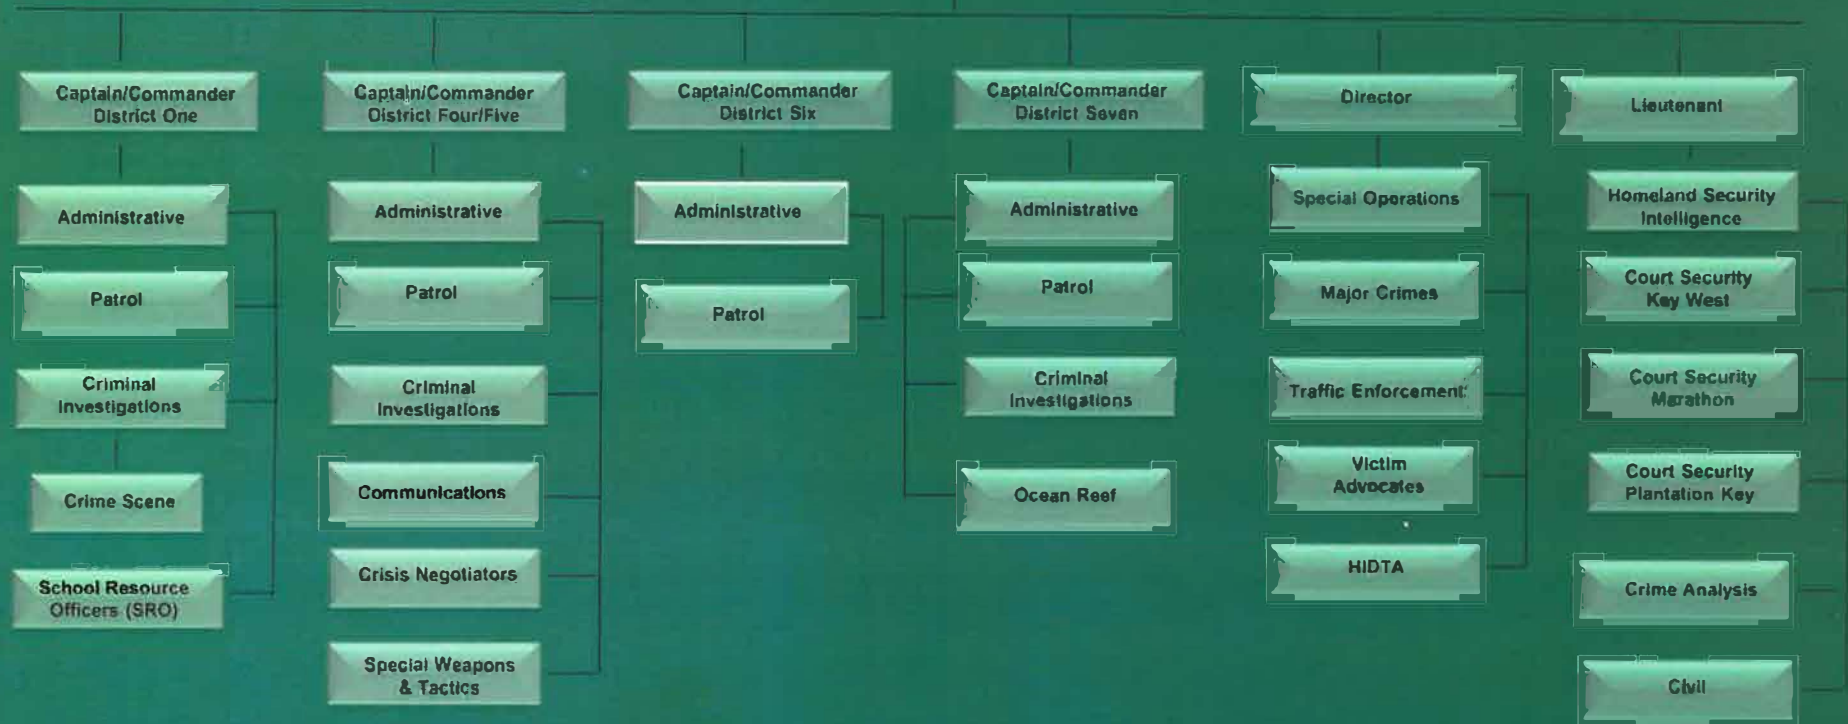 Captain/Commander
District One
Administrative
Patrol
Criminal
Investigations
Crime Scene
School Resource
Officers (SRO)
Captain/Commander
District Four/Five
Administrative
Patrol
Criminal
Investigations
Communications
Crisis Negotiators
Special Weapons
& Tactics
Captain/Commander
District Six
Administrative
Patrol
Captain/Commander
District Seven
Administrative
Patrol
Criminal
Investigations
Ocean Reef
Director
Special Operations
Major Crimes
Traffic Enforcement
Victim
Advocates
HIDTA
Lieutenant
Homeland Security
Intelligence
Court Security
Key West
Court Security
Marathon
Court Security
Plantation Key
Crime Analysis
Civil